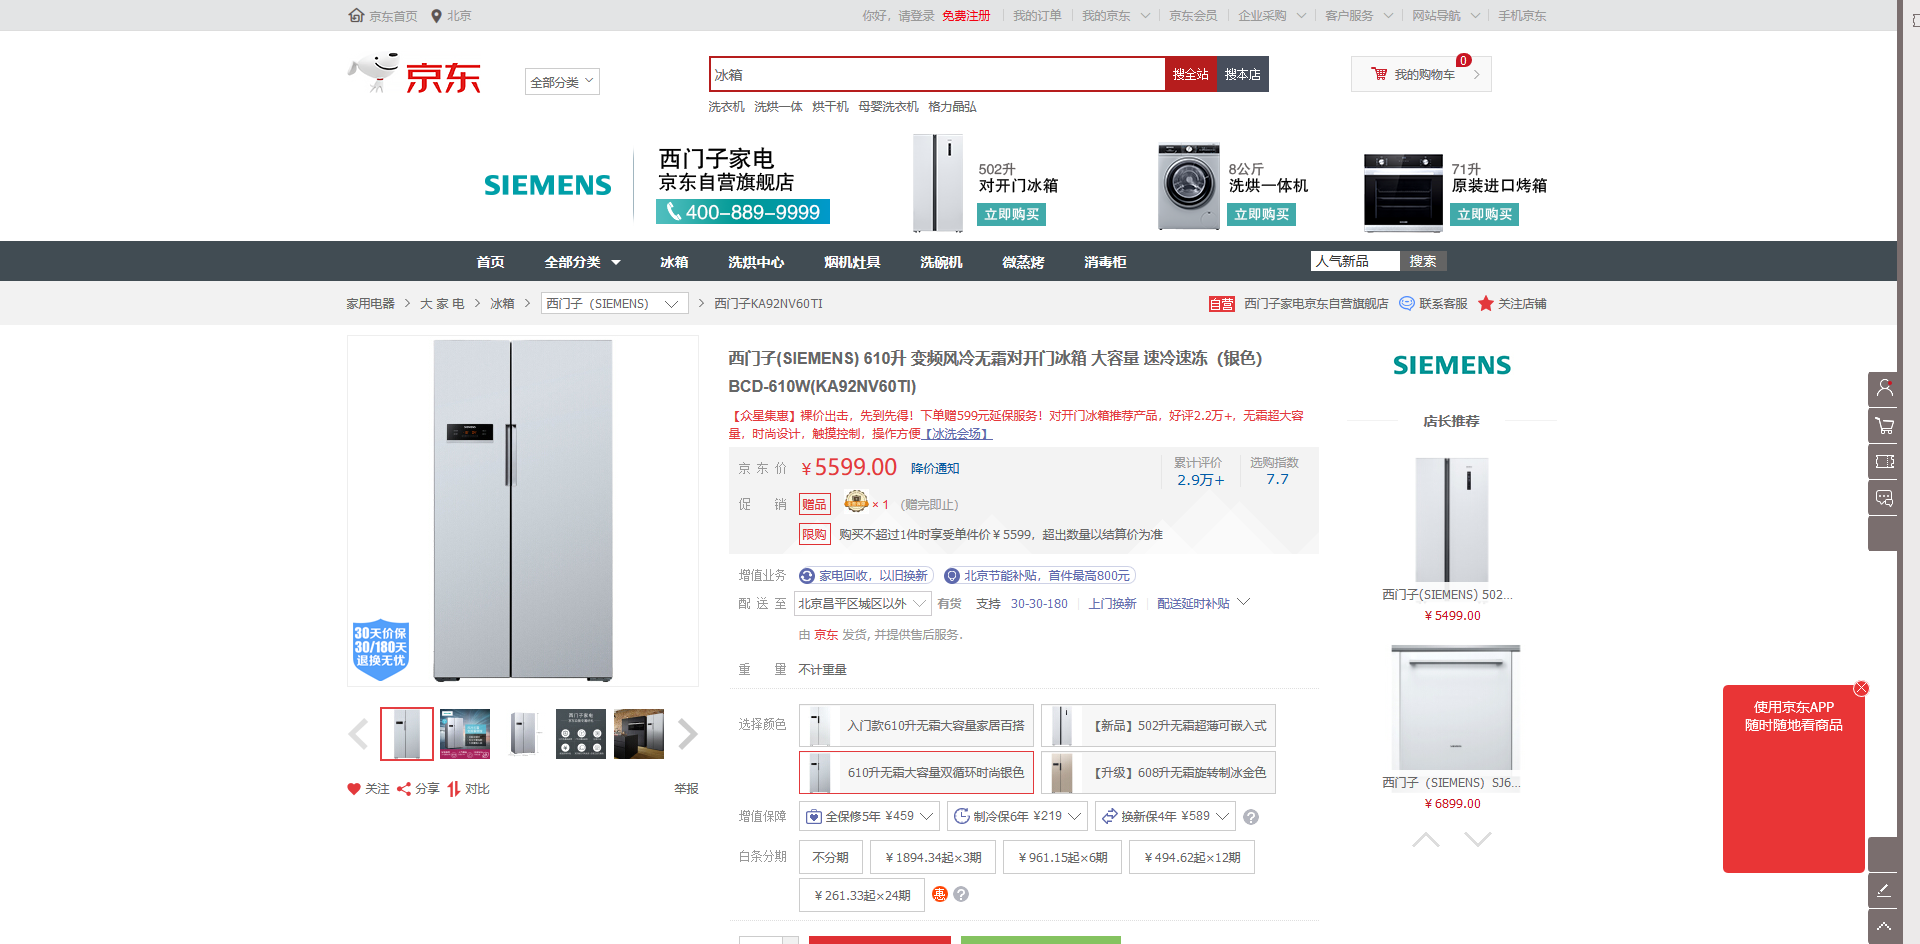 京东首页 北京
你好，请登录 免费注册 我的订单 我的京东 京东会员 企业采购 客户服务 网站导航 手机京东
京东
全部分类
冰箱
搜全站 搜本店
0
我的购物车
洗衣机 洗烘一体 烘干机 母婴洗衣机 格力晶弘
SIEMENS
西门子家电
京东自营旗舰店
400-889-9999
502升
对开门冰箱
立即购买
8公斤
洗烘一体机
立即购买
71升
原装进口烤箱
立即购买
首页 全部分类 冰箱 洗烘中心 烟机灶具 洗碗机 微蒸烤 消毒柜
人气新品 搜索
家用电器 > 大 家 电 > 冰箱 > 西门子（SIEMENS） > 西门子KA92NV60TI
自营 西门子家电京东自营旗舰店 联系客服 关注店铺
30天价保
30/180天
退换无忧
关注 分享 对比 举报
西门子(SIEMENS) 610升 变频风冷无霜对开门冰箱 大容量 速冷速冻（银色）
BCD-610W(KA92NV60TI)
【众星集惠】裸价出击，先到先得！下单赠599元延保服务！对开门冰箱推荐产品，好评2.2万+，无霜超大容
量，时尚设计，触摸控制，操作方便【冰洗会场】
京 东 价 ￥5599.00 降价通知
累计评价
2.9万+
选购指数
7.7
促 销 赠品 × 1 （赠完即止）
限购 购买不超过1件时享受单件价￥5599，超出数量以结算价为准
增值业务 家电回收，以旧换新 北京节能补贴，首件最高800元
配 送 至 北京昌平区城区以外 有货 支持 30-30-180 上门换新 配送延时补贴
由 京东 发货, 并提供售后服务.
重 量 不计重量
选择颜色 入门款610升无霜大容量家居百搭 【新品】502升无霜超薄可嵌入式
610升无霜大容量双循环时尚银色 【升级】608升无霜旋转制冰金色
增值保障 全保修5年 ¥459 制冷保6年 ¥219 换新保4年 ¥589 ?
白条分期 不分期 ￥1894.34起×3期 ￥961.15起×6期 ￥494.62起×12期
￥261.33起×24期 惠 ?
SIEMENS
店长推荐
西门子(SIEMENS) 502...
￥5499.00
西门子（SIEMENS）SJ6...
￥6899.00
使用京东APP
随时随地看商品